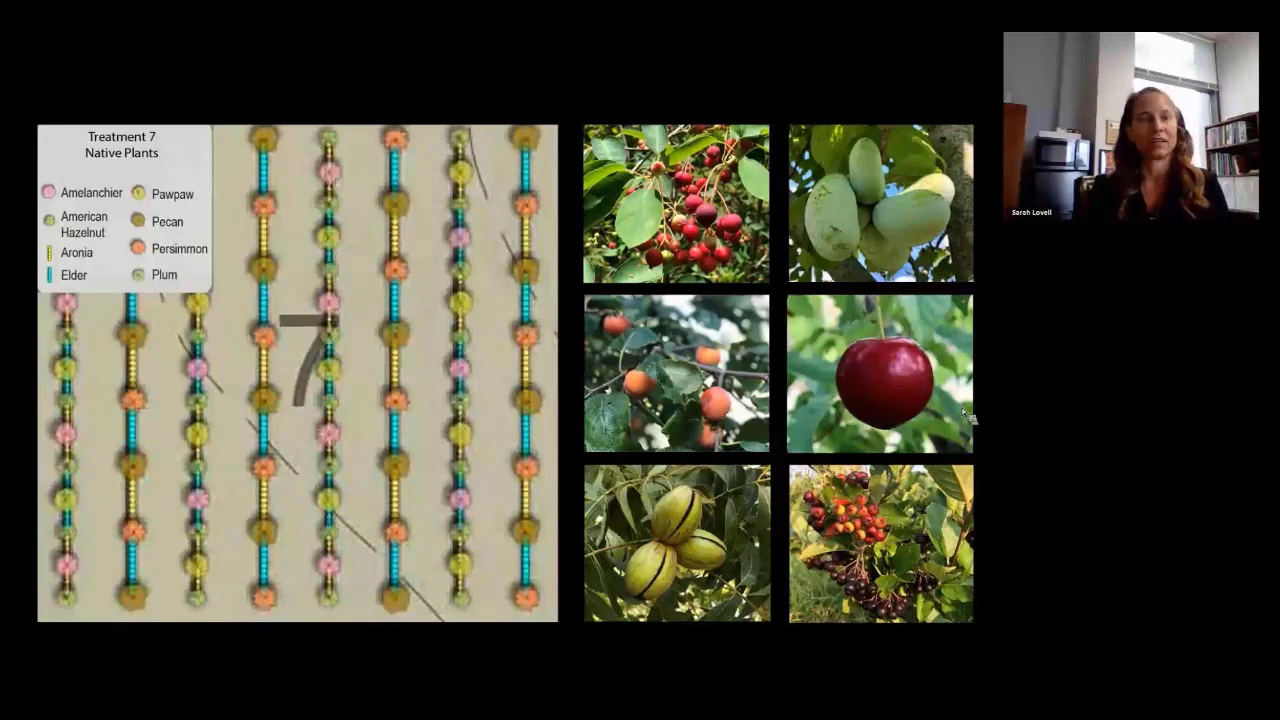 Treatment 7
Native Plants
Amelanchier
American
Hazelnut
Aronia
Elder
Pawpaw
Pecan
Persimmon
Plum
7
Sarah Lovell